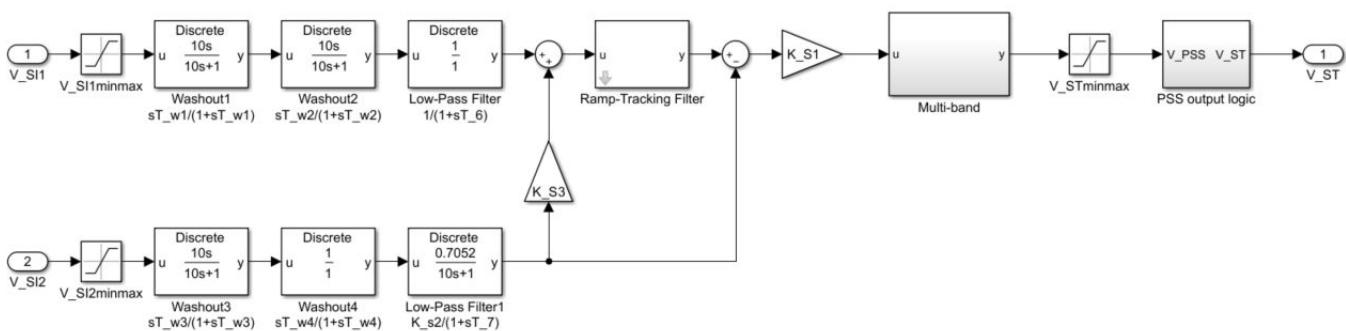 1
V_SI1
V_SI1minmax
Discrete
u 10s y
10s+1
Washout1
sT_w1/(1+sT_w1)
Discrete
u 10s y
10s+1
Washout2
sT_w2/(1+sT_w2)
Discrete
u 1 y
1
Low-Pass Filter
1/(1+sT_6)
+
+
u y
Ramp-Tracking Filter
+
−
K_S1
u y
Multi-band
V_STminmax
V_PSS V_ST
PSS output logic
1
V_ST
K_S3
2
V_SI2
V_SI2minmax
Discrete
u 10s y
10s+1
Washout3
sT_w3/(1+sT_w3)
Discrete
u 1 y
1
Washout4
sT_w4/(1+sT_w4)
Discrete
u 0.7052 y
10s+1
Low-Pass Filter1
K_s2/(1+sT_7)